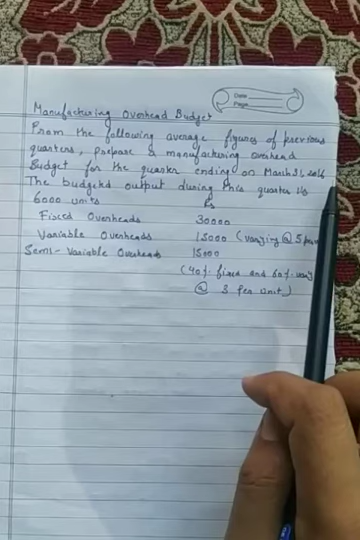 Date
Page
Manufacturing Overhead Budget
From the following average figures of previous
quarters, prepare a manufacturing overhead
Budget for the quarter ending on March 31, 2016
The budgeted output during this quarter is
6000 units Rs
Fixed Overheads 30000
Variable Overheads 15000 (varying @ 5 per
Semi-Variable Overheads 15000
(40% fixed and 60% vary
@ 3 per unit)